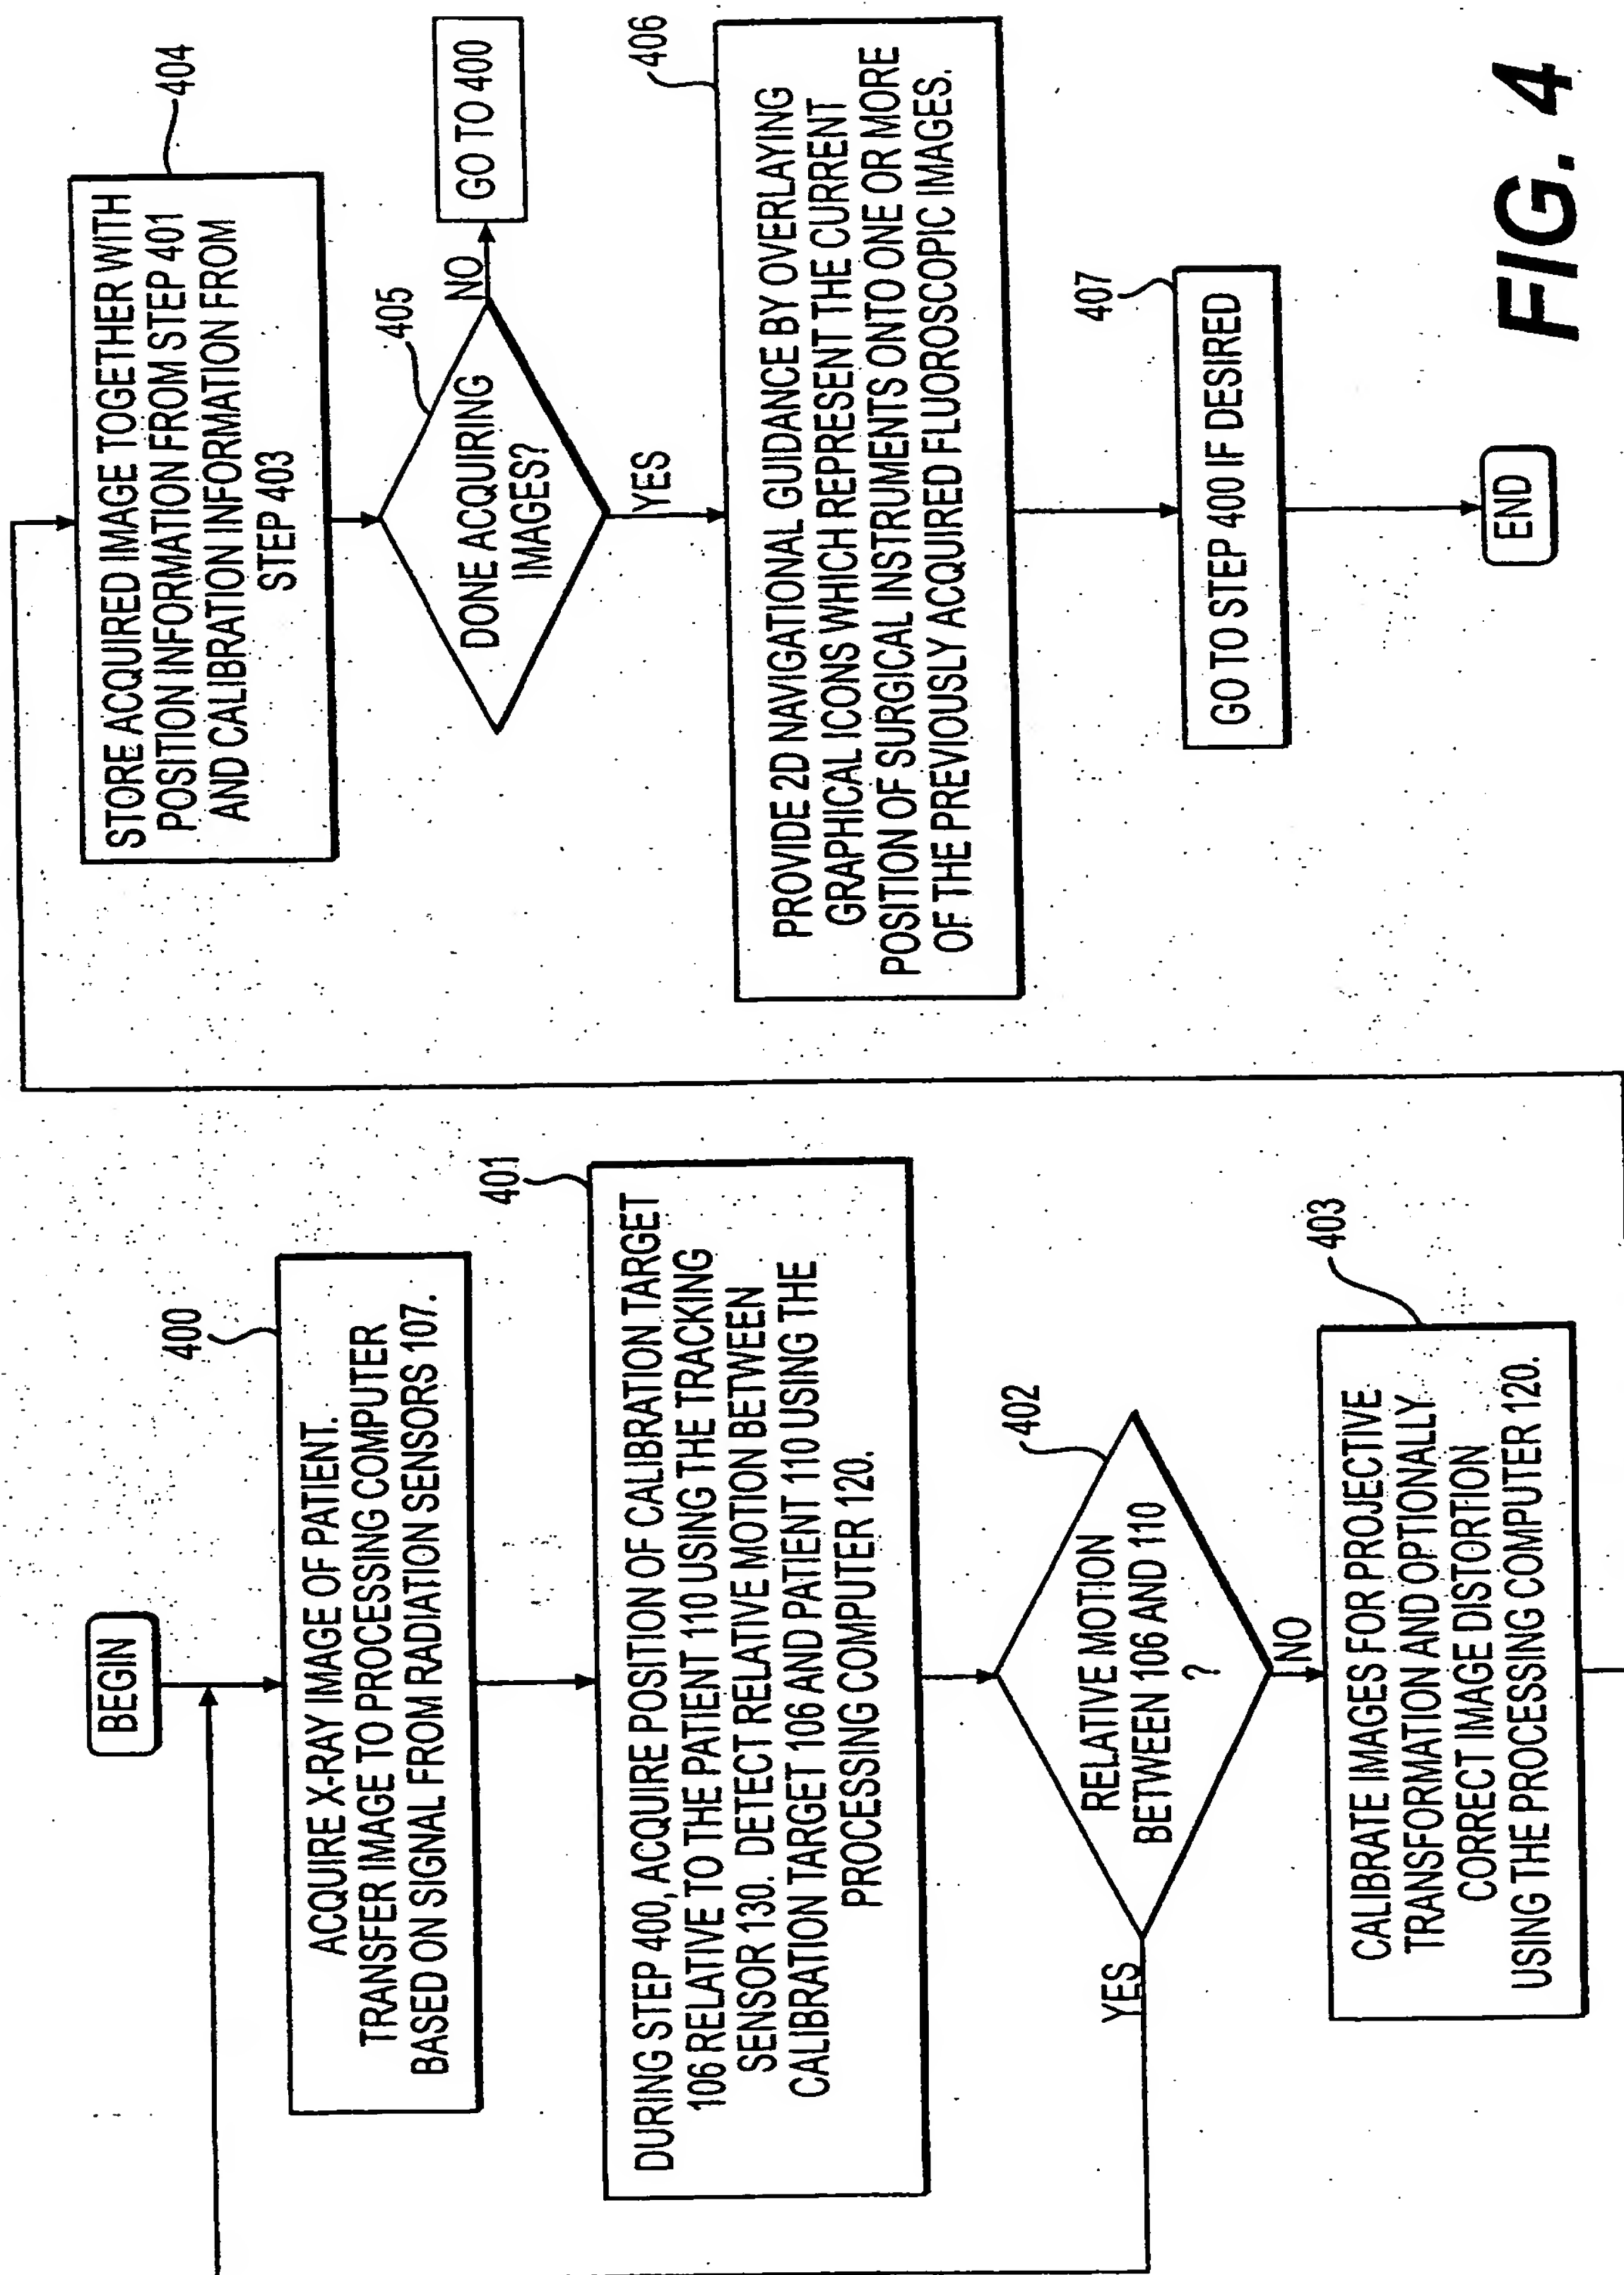 BEGIN
400
ACQUIRE X-RAY IMAGE OF PATIENT.
TRANSFER IMAGE TO PROCESSING COMPUTER
BASED ON SIGNAL FROM RADIATION SENSORS 107.
401
DURING STEP 400, ACQUIRE POSITION OF CALIBRATION TARGET
106 RELATIVE TO THE PATIENT 110 USING THE TRACKING
SENSOR 130. DETECT RELATIVE MOTION BETWEEN
CALIBRATION TARGET 106 AND PATIENT 110 USING THE
PROCESSING COMPUTER 120.
402
RELATIVE MOTION
BETWEEN 106 AND 110
?
YES
NO
403
CALIBRATE IMAGES FOR PROJECTIVE
TRANSFORMATION AND OPTIONALLY
CORRECT IMAGE DISTORTION
USING THE PROCESSING COMPUTER 120.
404
STORE ACQUIRED IMAGE TOGETHER WITH
POSITION INFORMATION FROM STEP 401
AND CALIBRATION INFORMATION FROM
STEP 403
405
DONE ACQUIRING
IMAGES?
NO
GO TO 400
YES
406
PROVIDE 2D NAVIGATIONAL GUIDANCE BY OVERLAYING
GRAPHICAL ICONS WHICH REPRESENT THE CURRENT
POSITION OF SURGICAL INSTRUMENTS ONTO ONE OR MORE
OF THE PREVIOUSLY ACQUIRED FLUOROSCOPIC IMAGES.
407
GO TO STEP 400 IF DESIRED
END
FIG. 4